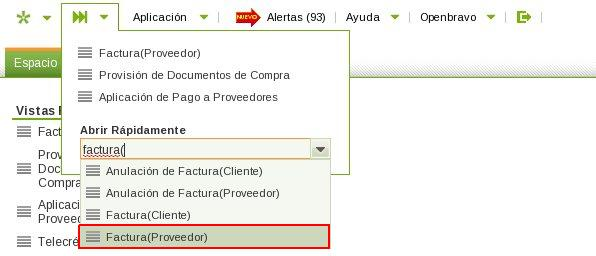 Aplicación NUEVO Alertas (93) Ayuda Openbravo
Espacio
Factura(Proveedor)
Provisión de Documentos de Compra
Aplicación de Pago a Proveedores
Abrir Rápidamente
factura(
Anulación de Factura(Cliente)
Anulación de Factura(Proveedor)
Factura(Cliente)
Factura(Proveedor)
Vistas
Fact
Prov
Docu
Compra
Aplicaci
Proveed
Telecré